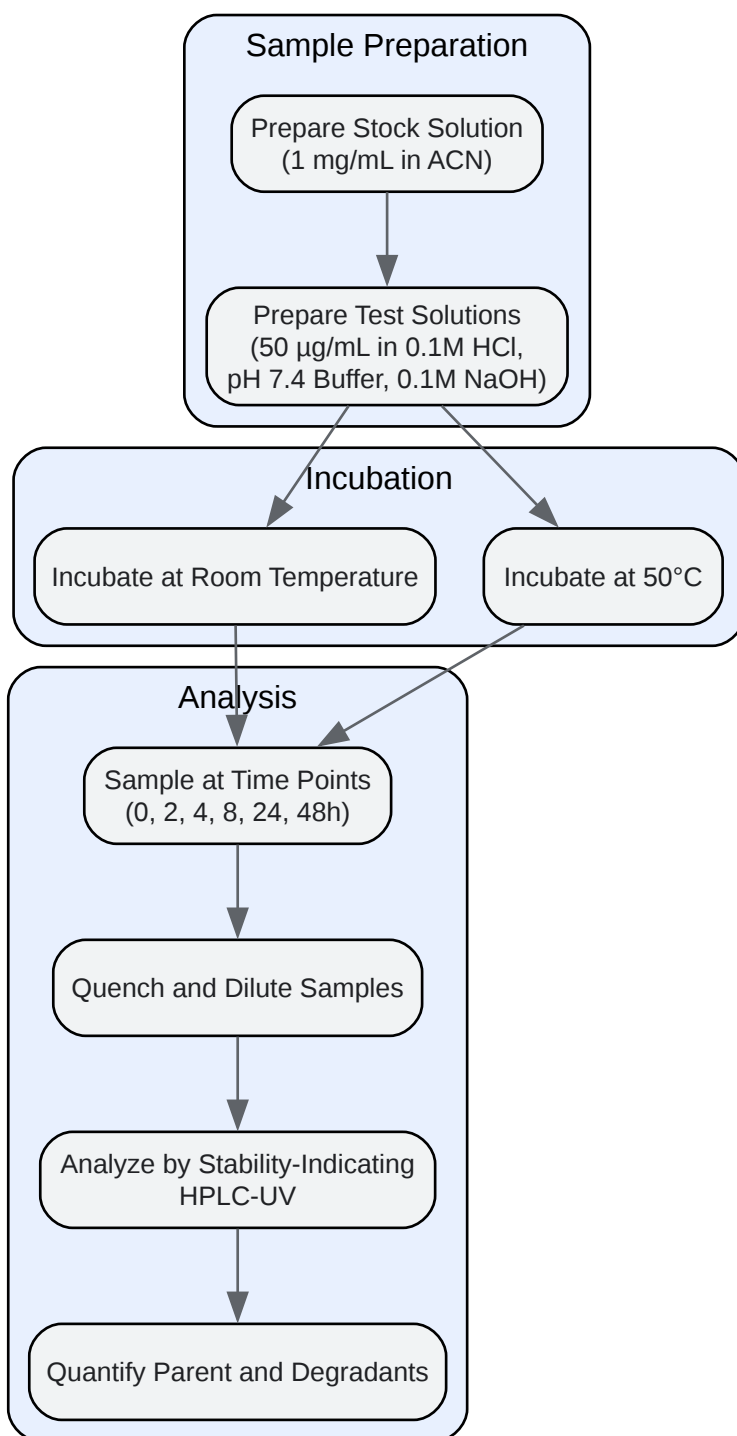 Sample Preparation
Prepare Stock Solution
(1 mg/mL in ACN)
Prepare Test Solutions
(50 µg/mL in 0.1M HCl,
pH 7.4 Buffer, 0.1M NaOH)
Incubation
Incubate at Room Temperature
Incubate at 50°C
Analysis
Sample at Time Points
(0, 2, 4, 8, 24, 48h)
Quench and Dilute Samples
Analyze by Stability-Indicating
HPLC-UV
Quantify Parent and Degradants